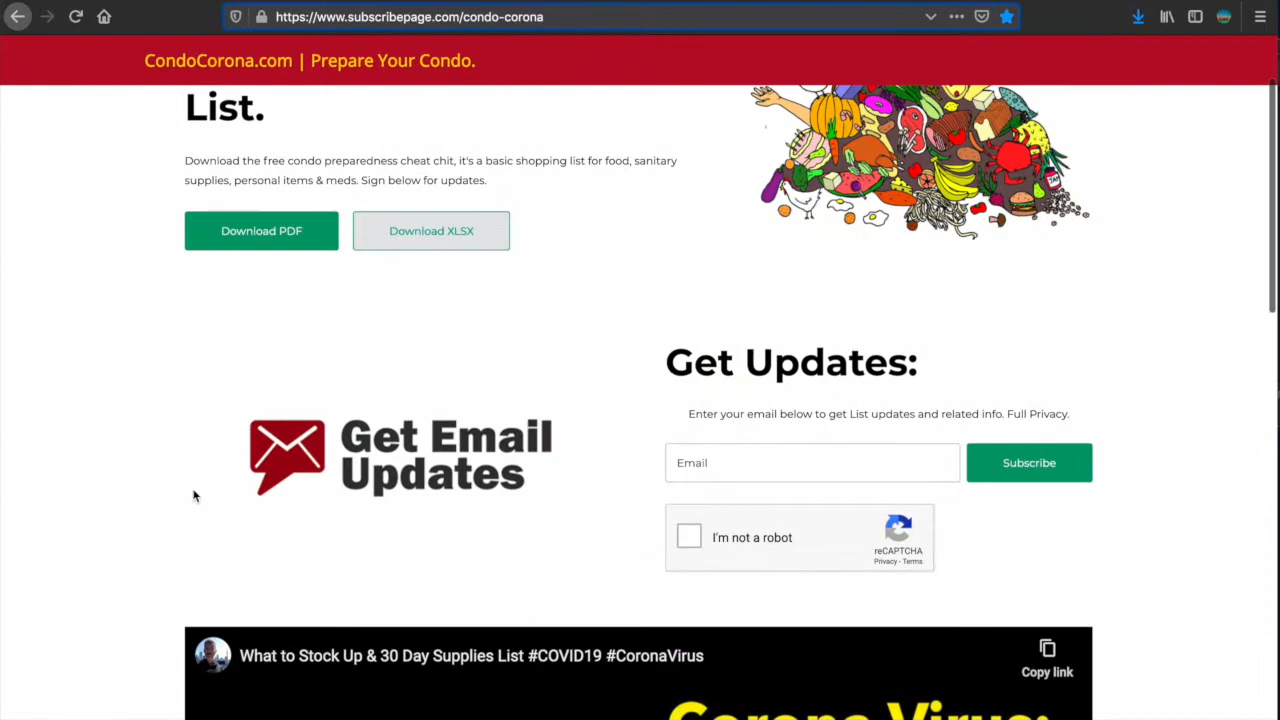 https://www.subscribepage.com/condo-corona
CondoCorona.com | Prepare Your Condo.
List.
Download the free condo preparedness cheat chit, it's a basic shopping list for food, sanitary
supplies, personal items & meds. Sign below for updates.
Download PDF
Download XLSX
JAM
Get Updates:
Enter your email below to get List updates and related info. Full Privacy.
Get Email
Updates
Email
Subscribe
I'm not a robot
reCAPTCHA
Privacy - Terms
What to Stock Up & 30 Day Supplies List #COVID19 #CoronaVirus
Copy link
Corona Virus: